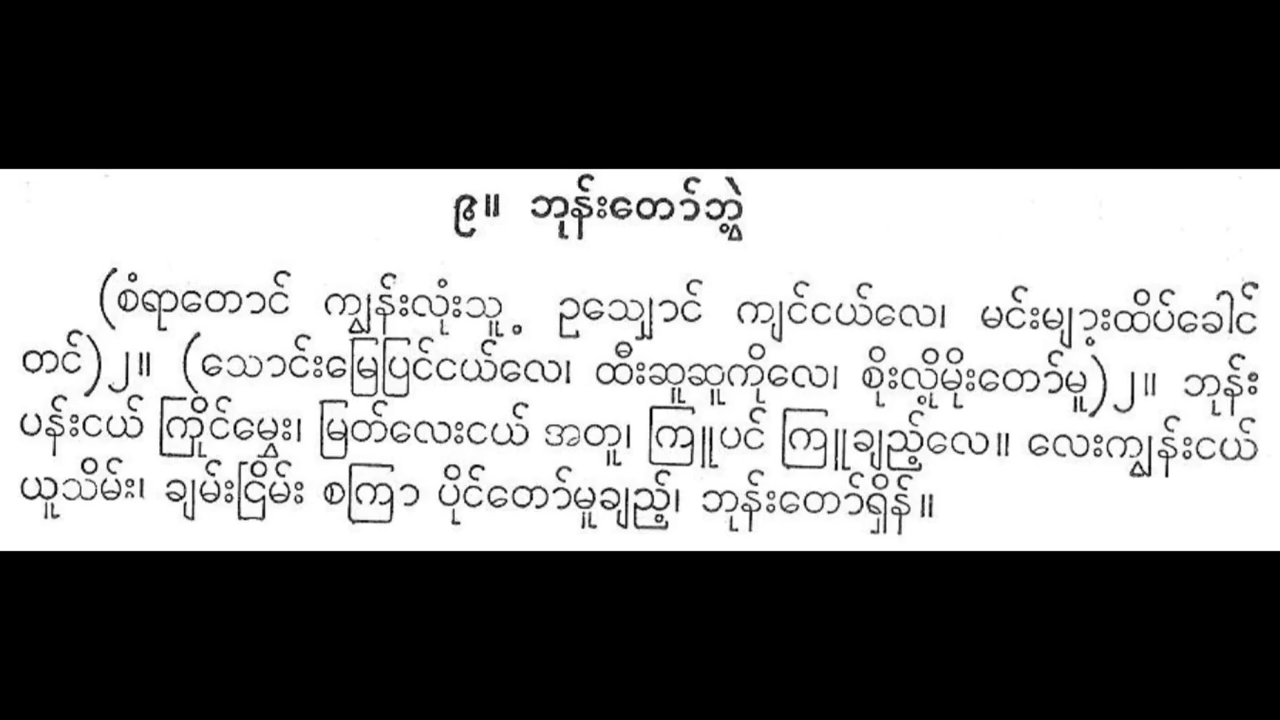 ၉။ ဘုန်းတော်ဘွဲ့
(စံရာတောင် ကျွန်းလုံးသူ့ ဥသျှောင် ကျင်ငယ်လေ၊ မင်းများ့ထိပ်ခေါင်
တင်)၂။ (သောင်းမြေပြင်ငယ်လေ၊ ထီးဆူဆူကိုလေ၊ စိုးလို့မိုးတော်မူ)၂။ ဘုန်း
ပန်းငယ် ကြိုင်မွှေး၊ မြတ်လေးငယ် အတူ၊ ကြူပင် ကြူချည့်လေ။ လေးကျွန်းငယ်
ယူသိမ်း၊ ချမ်းငြိမ်း စကြာ ပိုင်တော်မူချည့်၊ ဘုန်းတော်ရှိန်။